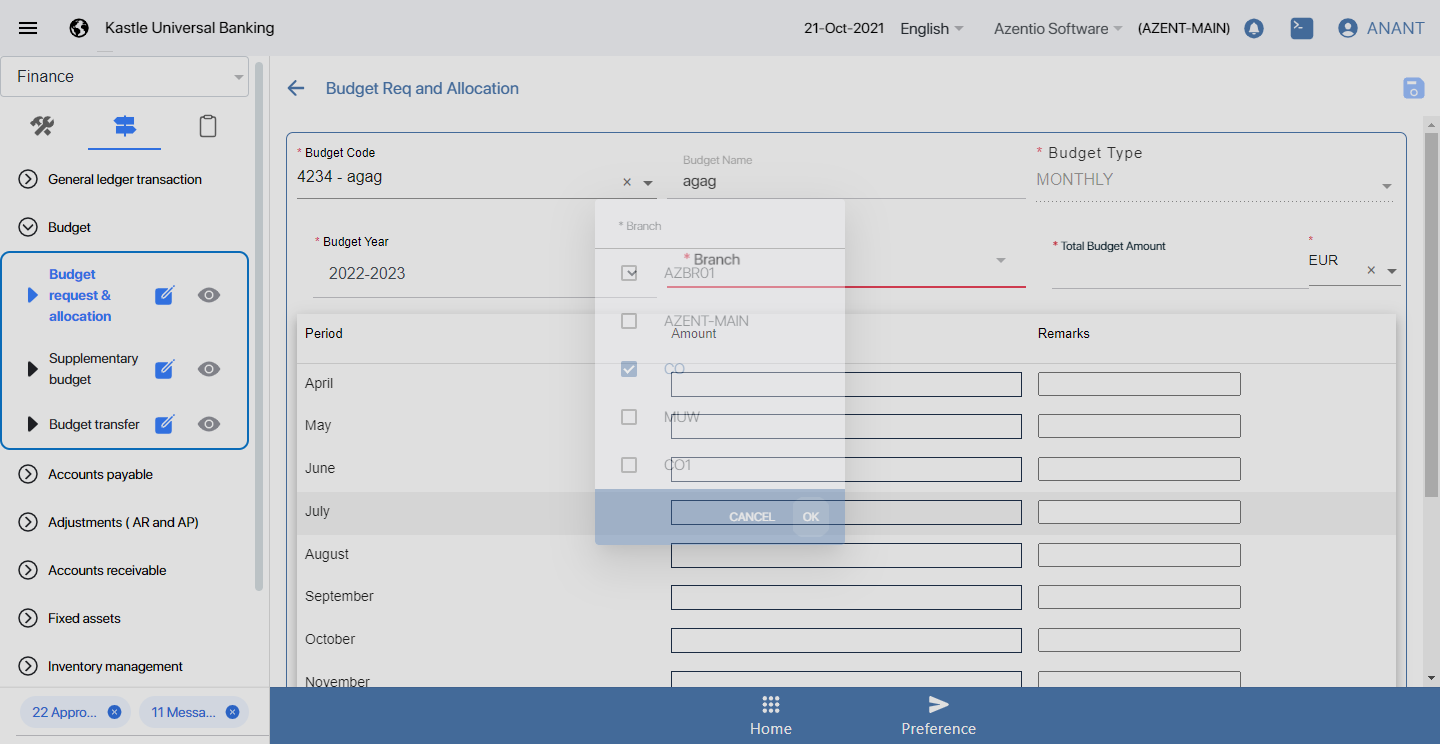 Kastle Universal Banking
21-Oct-2021
English
Azentio Software
(AZENT-MAIN)
ANANT
Finance
Budget Req and Allocation
General ledger transaction
Budget
Budget
request &
allocation
Supplementary
budget
Budget transfer
Accounts payable
Adjustments ( AR and AP)
Accounts receivable
Fixed assets
Inventory management
22 Appro...
11 Messa...
* Budget Code
4234 - agag
Budget Name
agag
* Budget Type
MONTHLY
* Budget Year
2022-2023
* Branch
* Total Budget Amount
*
EUR
* Branch
AZBR01
AZENT-MAIN
CO
MUW
CO1
CANCEL
OK
Period
Amount
Remarks
April
May
June
July
August
September
October
November
Home
Preference